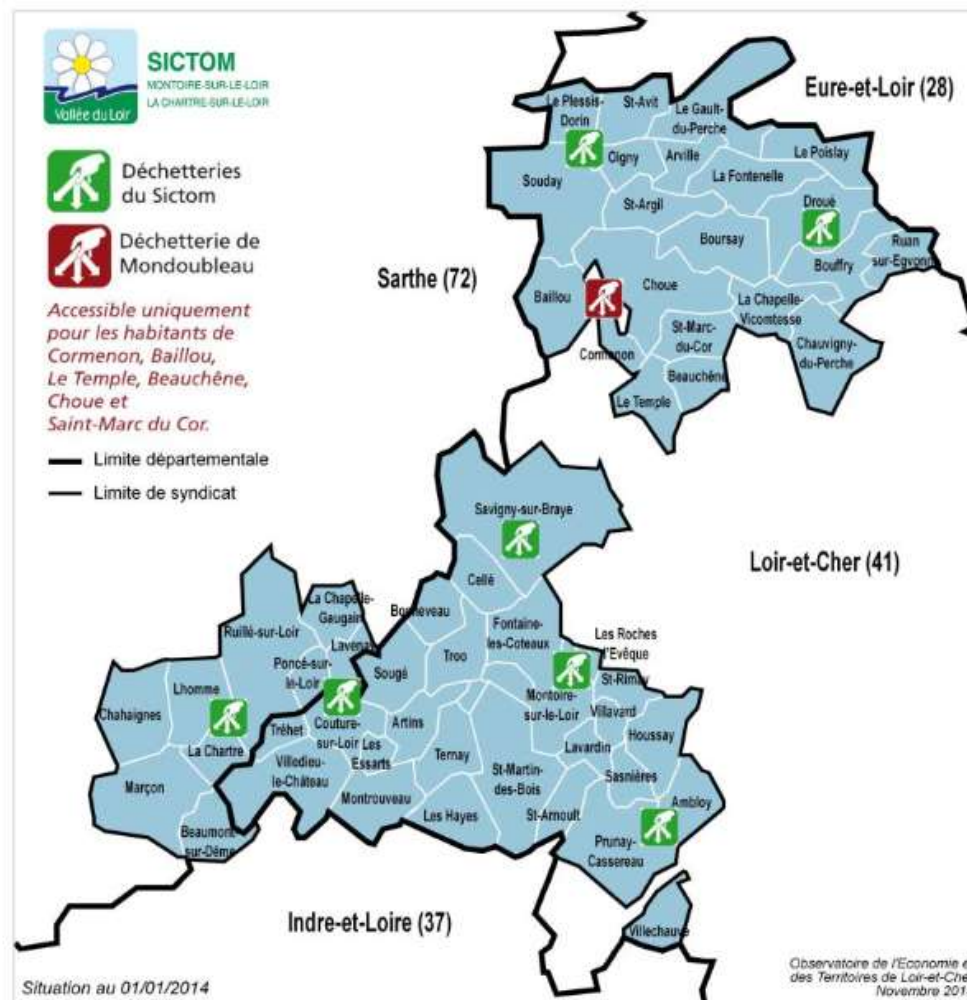 SICTOM
MONTOIRE-SUR-LE-LOIR
LA CHARTRE-SUR-LE-LOIR
Vallée du Loir
Déchetteries
du Sictom
Déchetterie de
Mondoubleau
Accessible uniquement
pour les habitants de
Cormenon, Baillou,
Le Temple, Beauchêne,
Choue et
Saint-Marc du Cor.
Limite départementale
Limite de syndicat
Eure-et-Loir (28)
Le Plessis-
Dorin
St-Avit
Le Gault-
du-Perche
Oigny
Arville
Le Poislay
Souday
La Fontenelle
St-Argil
Droué
Boursay
Ruan
sur-Egvonne
Bouffry
Sarthe (72)
Baillou
Choue
La Chapelle-
Vicomtesse
St-Marc-
du-Cor
Cormenon
Chauvigny-
du-Perche
Beauchêne
Le Temple
Savigny-sur-Braye
Loir-et-Cher (41)
Cellé
La Chapelle-
Gaugain
Bonneveau
Fontaine-
les-Coteaux
Ruillé-sur-Loir
Lavenay
Les Roches
l'Evêque
Poncé-sur-
le-Loir
Sougé
Troo
St-Rimay
Lhomme
Montoire-
sur-le-Loir
Villavard
Chahaignes
Tréhet
Couture-
sur-Loir
Artins
Houssay
La Chartre
Les
Essarts
Ternay
Lavardin
Villedieu-
le-Château
St-Martin-
des-Bois
Sasnières
Marçon
Montrouveau
Ambloy
Les Hayes
St-Arnoult
Beaumont-
sur-Dême
Prunay-
Cassereau
Indre-et-Loire (37)
Villechauve
Situation au 01/01/2014
Observatoire de l'Economie e
des Territoires de Loir-et-Che
Novembre 201